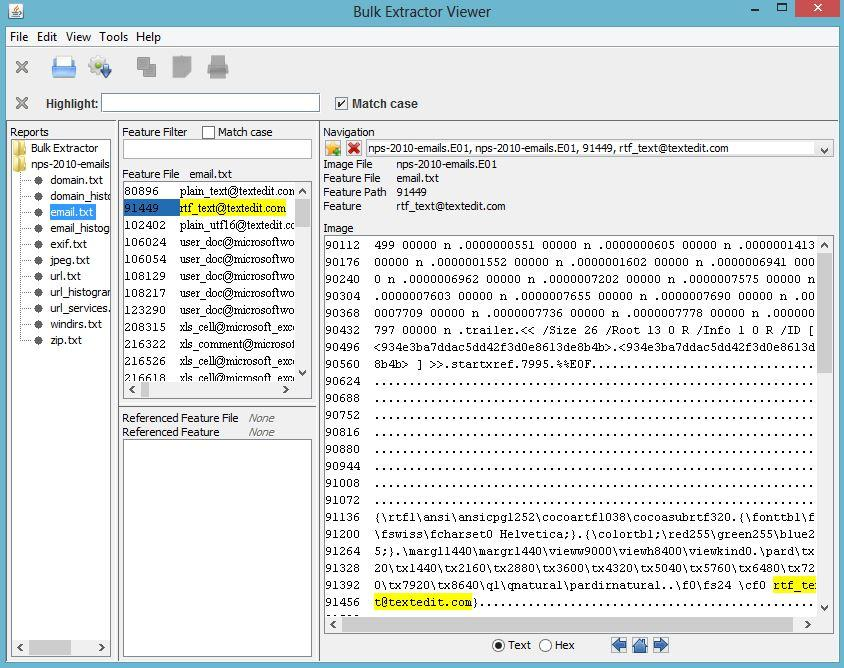 Bulk Extractor Viewer
File Edit View Tools Help
Highlight:
Match case
Reports
Bulk Extractor
nps-2010-emails
domain.txt
domain_histo
email.txt
email_histog
exif.txt
jpeg.txt
url.txt
url_histogran
url_services.
windirs.txt
zip.txt
Feature Filter Match case
Feature File email.txt
80896 plain_text@textedit.com
91449 rtf_text@textedit.com
102402 plain_utf16@textedit.co
106024 user_doc@microsoftwo
106054 user_doc@microsoftwo
108129 user_doc@microsoftwo
108217 user_doc@microsoftwo
123290 user_doc@microsoftwo
208315 xls_cell@microsoft_exc
216322 xls_comment@microsof
216526 xls_cell@microsoft_exc
216618 xls_cell@microsoft_exc
Referenced Feature File None
Referenced Feature None
Navigation
nps-2010-emails.E01, nps-2010-emails.E01, 91449, rtf_text@textedit.com
Image File nps-2010-emails.E01
Feature File email.txt
Feature Path 91449
Feature rtf_text@textedit.com
Image
90112 499 00000 n .0000000551 00000 n .0000000605 00000 n .0000001413
90176 00000 n .0000001552 00000 n .0000001602 00000 n .0000006941 000
90240 0 n .0000006962 00000 n .0000007202 00000 n .0000007575 00000 n
90304 .0000007603 00000 n .0000007655 00000 n .0000007690 00000 n .00
90368 00007709 00000 n .0000007736 00000 n .0000007778 00000 n .00000
90432 797 00000 n .trailer.<< /Size 26 /Root 13 0 R /Info 1 0 R /ID [
90496 <934e3ba7ddac5dd42f3d0e8613de8b4b>.<934e3ba7ddac5dd42f3d0e8613d
90560 8b4b> ] >>.startxref.7995.%%EOF...............................
90624 ...............................................................
90688 ...............................................................
90752 ...............................................................
90816 ...............................................................
90880 ...............................................................
90944 ...............................................................
91008 ...............................................................
91072 ...............................................................
91136 {\rtf1\ansi\ansicpg1252\cocoartf1038\cocoasubrtf320.{\fonttbl\f
91200 \fswiss\fcharset0 Helvetica;}.{\colortbl;\red255\green255\blue2
91264 5;}.\margl1440\margr1440\vieww9000\viewh8400\viewkind0.\pard\tx
91328 20\tx1440\tx2160\tx2880\tx3600\tx4320\tx5040\tx5760\tx6480\tx72
91392 0\tx7920\tx8640\ql\qnatural\pardirnatural..\f0\fs24 \cf0 rtf_te
91456 t@textedit.com}................................................
Text Hex